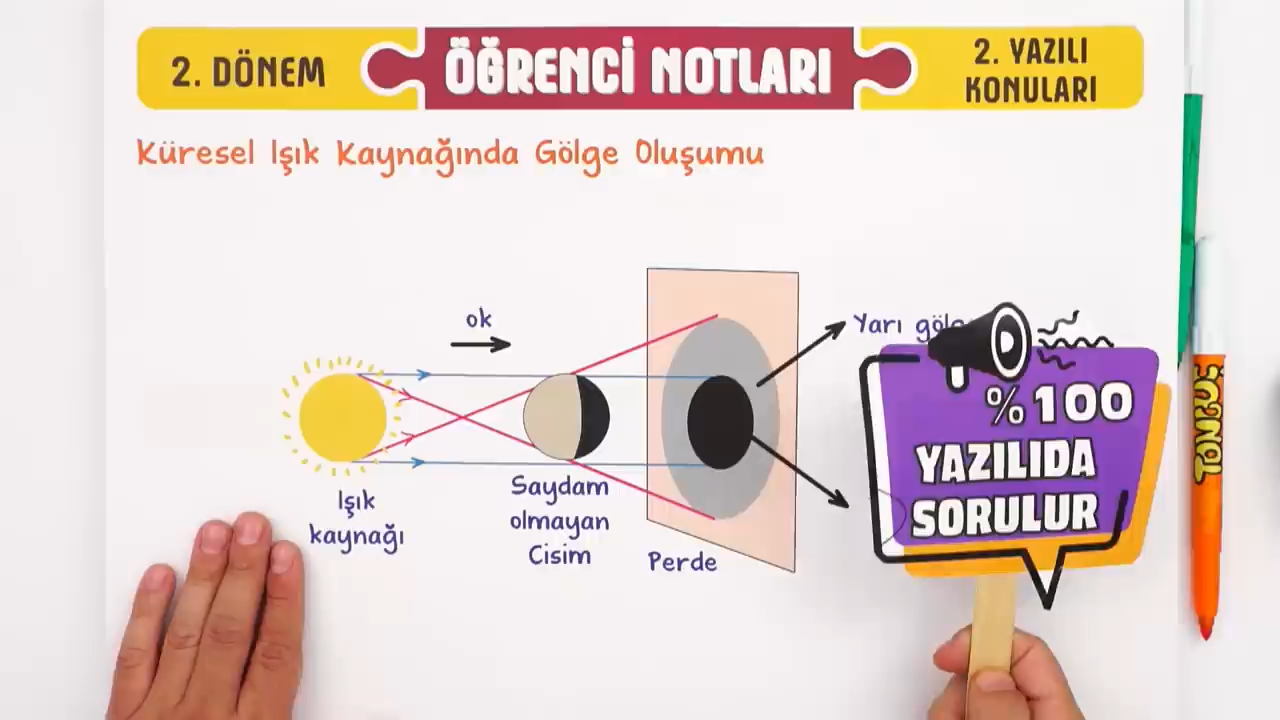 2. DÖNEM
ÖĞRENCİ NOTLARI
2. YAZILI
KONULARI
Küresel Işık Kaynağında Gölge Oluşumu
ok
Yarı
Işık
kaynağı
Saydam
olmayan
Cisim
Perde
%100
YAZILIDA
SORULUR